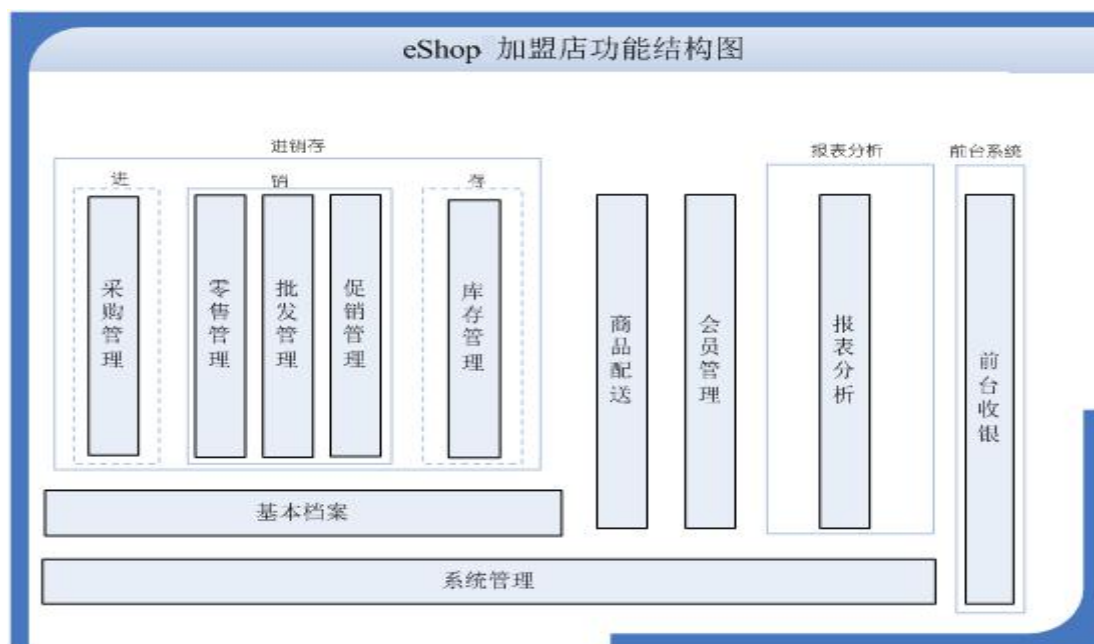 eShop 加盟店功能结构图
进销存
报表分析
前台系统
进
销
存
采购管理
零售管理
批发管理
促销管理
库存管理
商品配送
会员管理
报表分析
前台收银
基本档案
系统管理